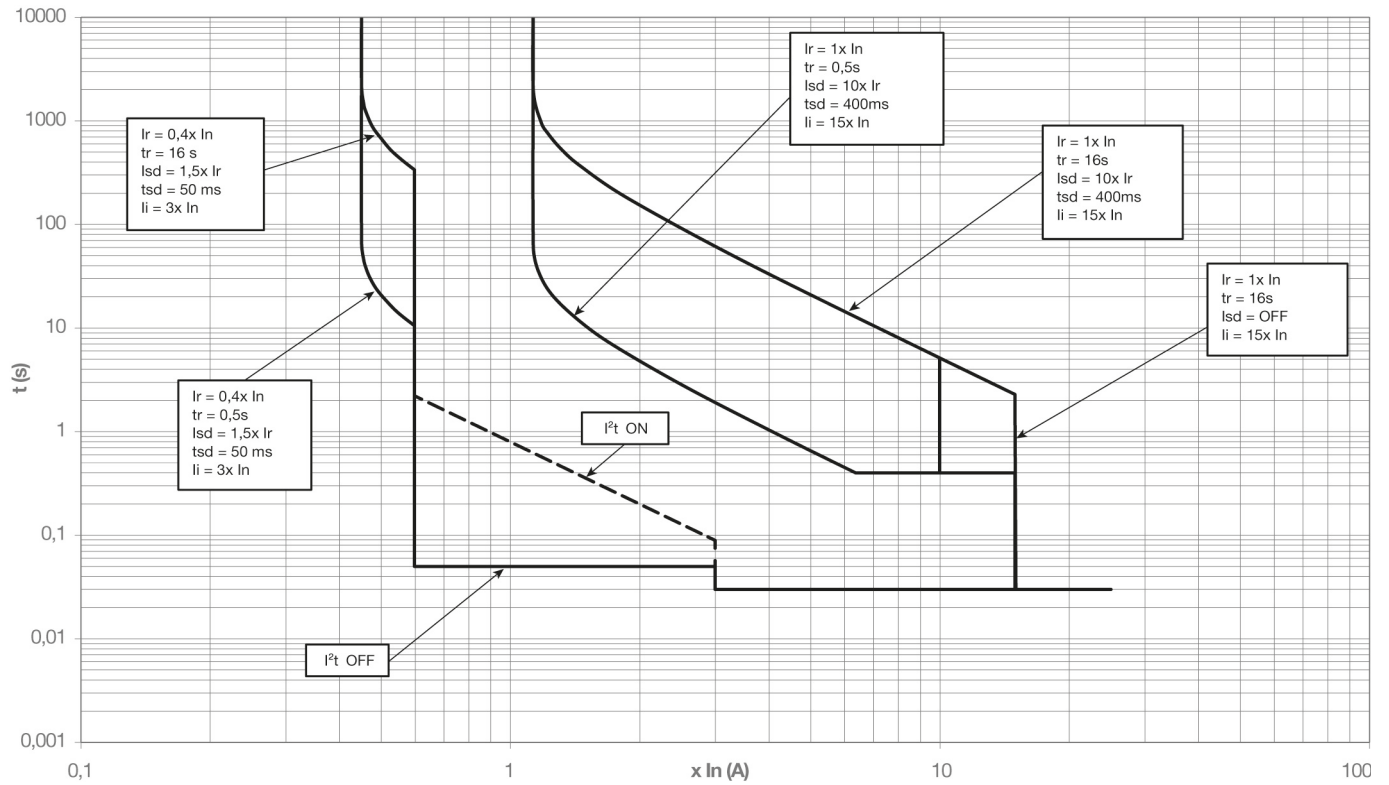 10000
1000
100
10
1
0,1
0,01
0,001
t (s)
0,1
1
10
100
x In (A)
Ir = 0,4x In
tr = 16 s
Isd = 1,5x Ir
tsd = 50 ms
Ii = 3x In
Ir = 1x In
tr = 0,5s
Isd = 10x Ir
tsd = 400ms
Ii = 15x In
Ir = 1x In
tr = 16s
Isd = 10x Ir
tsd = 400ms
Ii = 15x In
Ir = 1x In
tr = 16s
Isd = OFF
Ii = 15x In
Ir = 0,4x In
tr = 0,5s
Isd = 1,5x Ir
tsd = 50 ms
Ii = 3x In
I²t ON
I²t OFF